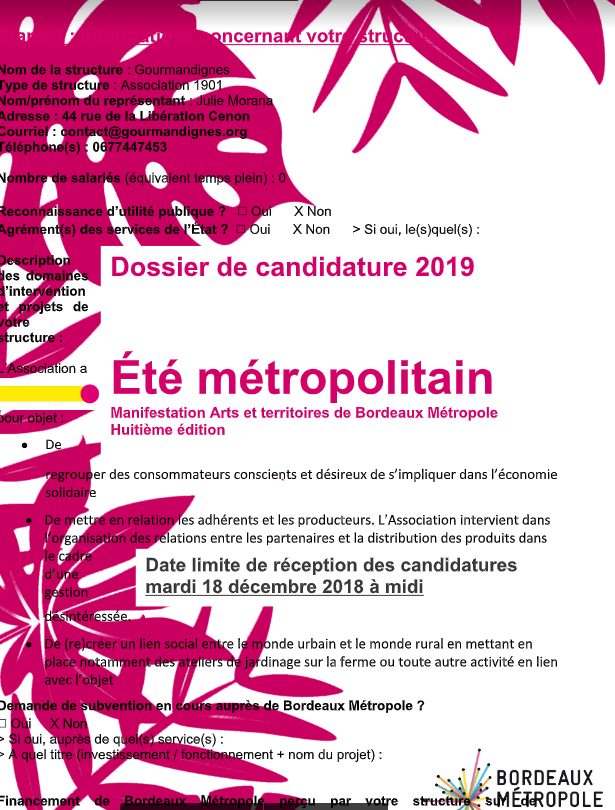 concernant votre
Nom de la structure : Gourmandignes
Type de structure : Association 1901
Nom/prénom du représentant : Julie Morana
Adresse : 44 rue de la Libération Cenon
Courriel : contact@gourmandignes.org
Téléphone(s) : 0677447453
Nombre de salariés (équivalent temps plein) : 0
Reconnaissance d'utilité publique ? □ Oui X Non
Agrément(s) des services de l'État ? □ Oui X Non > Si oui, le(s)quel(s) :
Description
des domaines
d'intervention
et projets de
votre
structure :
L'Association a
pour objet :
• De
regrouper des consommateurs conscients et désireux de s'impliquer dans l'économie
solidaire
• De mettre en relation les adhérents et les producteurs. L'Association intervient dans
l'organisation des relations entre les partenaires et la distribution des produits dans
le cadre
d'une
gestion
désintéressée.
• De (re)créer un lien social entre le monde urbain et le monde rural en mettant en
place notamment des ateliers de jardinage sur la ferme ou toute autre activité en lien
avec l'objet
Dossier de candidature 2019
Été métropolitain
Manifestation Arts et territoires de Bordeaux Métropole
Huitième édition
Date limite de réception des candidatures
mardi 18 décembre 2018 à midi
Demande de subvention en cours auprès de Bordeaux Métropole ?
□ Oui X Non
> Si oui, auprès de quel(s) service(s) :
> À quel titre (investissement / fonctionnement + nom du projet) :
Financement de Bordeaux Métropole perçu par votre structure sur de
BORDEAUX
MÉTROPOLE